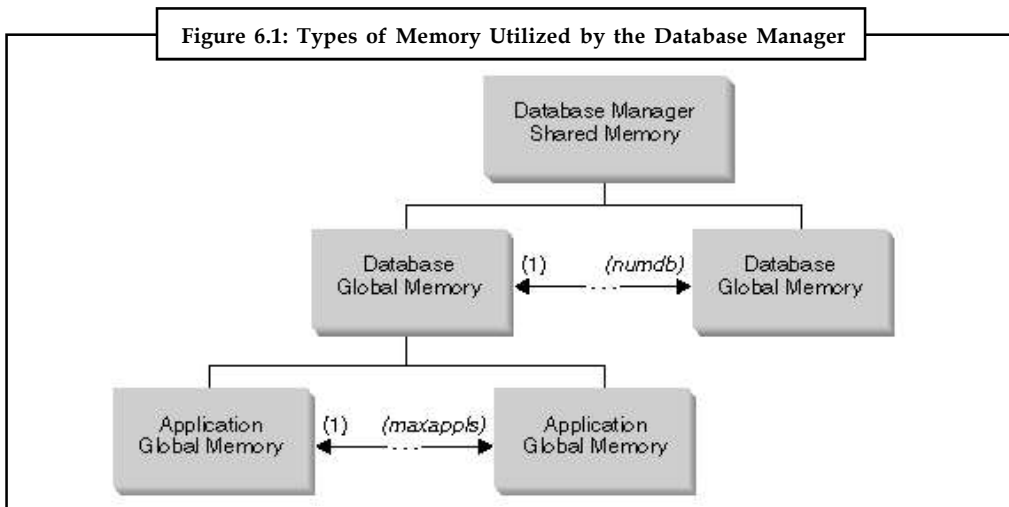 Figure 6.1: Types of Memory Utilized by the Database Manager
Database Manager
Shared Memory
Database
Global Memory
(1)
(numdb)
Database
Global Memory
Application
Global Memory
(1)
(maxappls)
Application
Global Memory